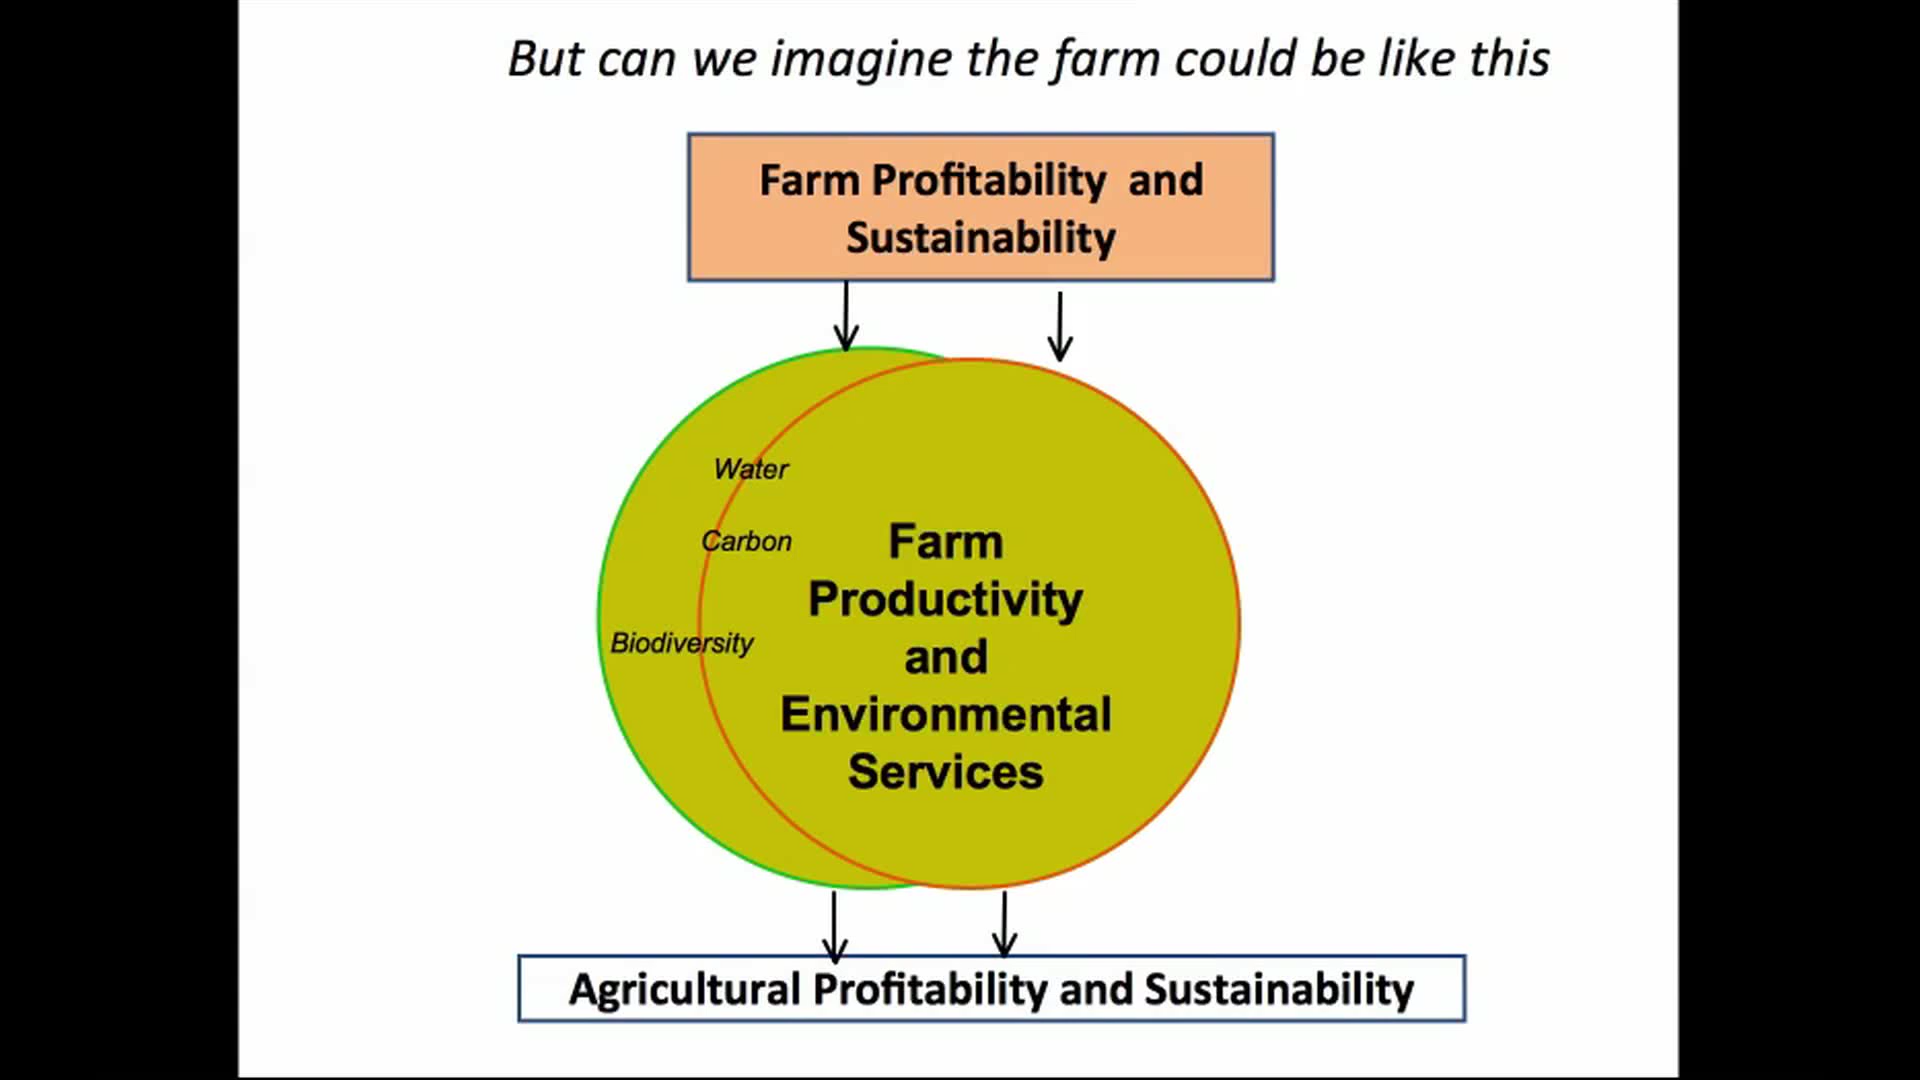 But can we imagine the farm could be like this
Farm Profitability and
Sustainability
Water
Carbon
Biodiversity
Farm
Productivity
and
Environmental
Services
Agricultural Profitability and Sustainability